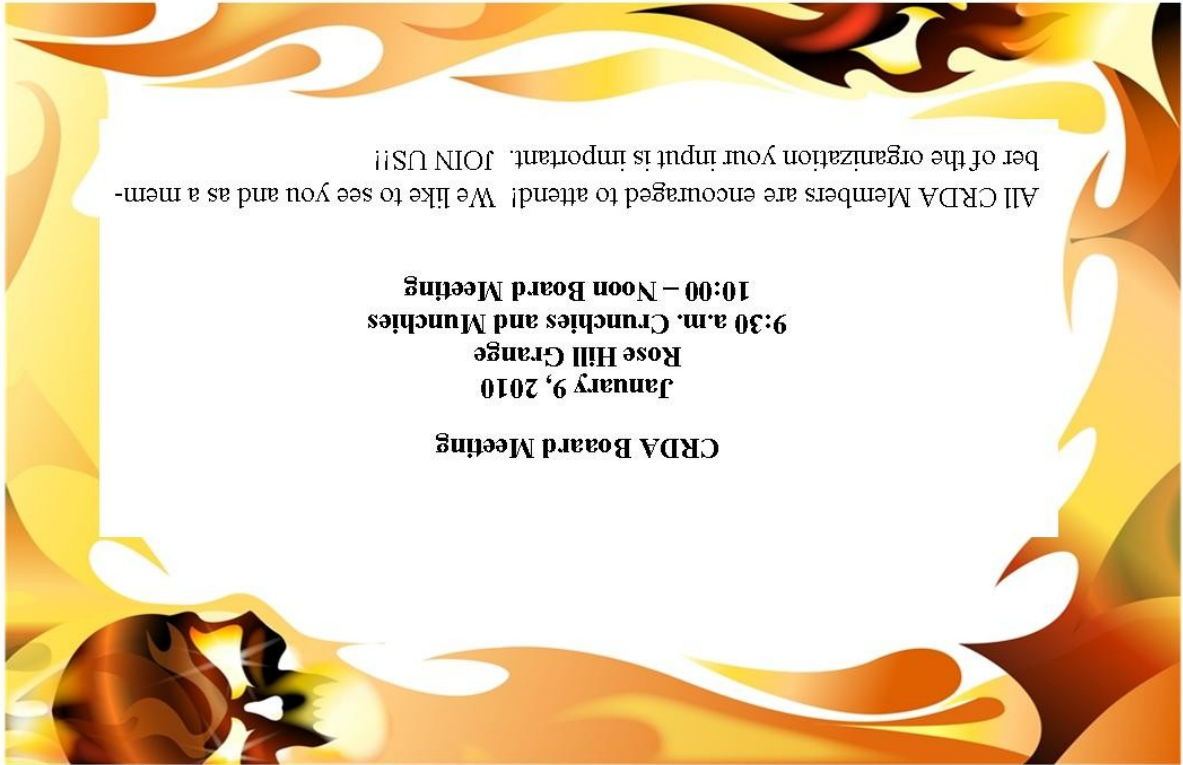 CRDA Boaard Meeting
January 9, 2010
Rose Hill Grange
9:30 a.m. Crunchies and Munchies
10:00 – Noon Board Meeting
All CRDA Members are encouraged to attend!  We like to see you and as a mem-
ber of the organization your input is important.  JOIN US!!